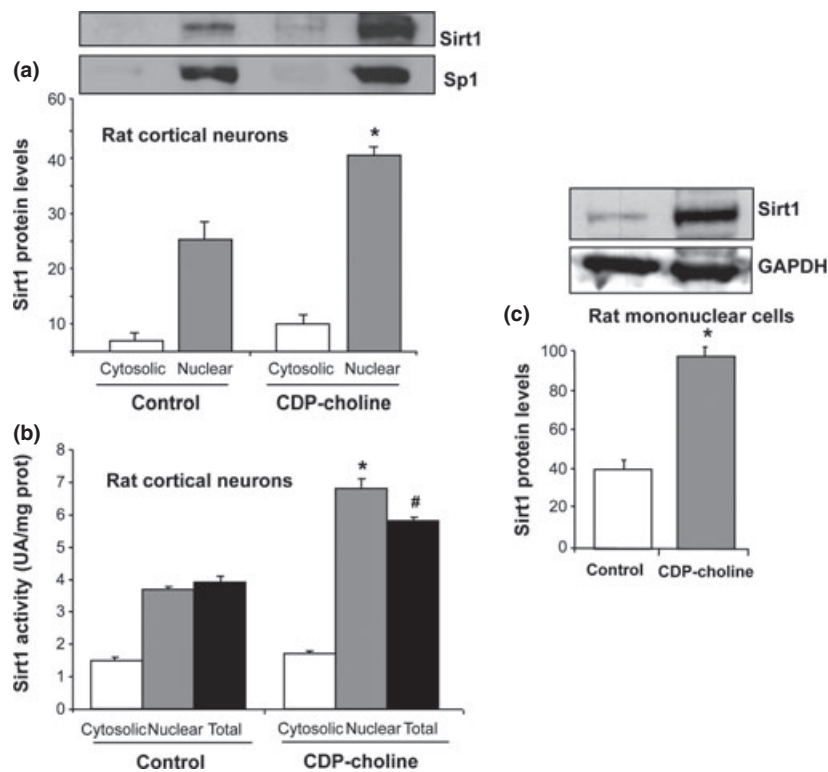 Sirt1
(a)
Sp1
60
Rat cortical neurons
*
40
30
20
10
Sirt1 protein levels
Cytosolic Nuclear Cytosolic Nuclear
Control CDP-choline
(b)
8
Rat cortical neurons
*
7
#
6
5
4
3
2
1
0
Sirt1 activity (UA/mg prot)
Cytosolic Nuclear Total Cytosolic Nuclear Total
Control CDP-choline
Sirt1
GAPDH
(c)
Rat mononuclear cells
*
100
80
60
40
20
0
Sirt1 protein levels
Control CDP-choline